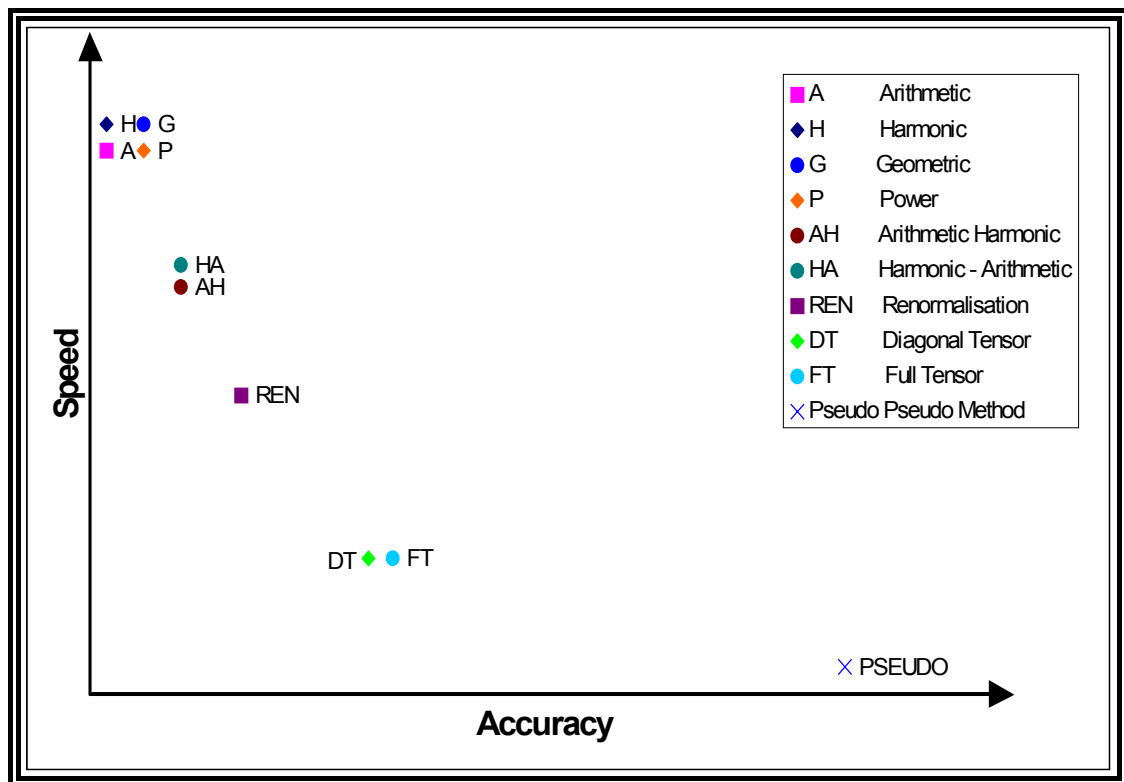 H G
A P
HA
AH
REN
DT FT
PSEUDO
Speed
Accuracy
A Arithmetic
H Harmonic
G Geometric
P Power
AH Arithmetic Harmonic
HA Harmonic - Arithmetic
REN Renormalisation
DT Diagonal Tensor
FT Full Tensor
Pseudo Pseudo Method